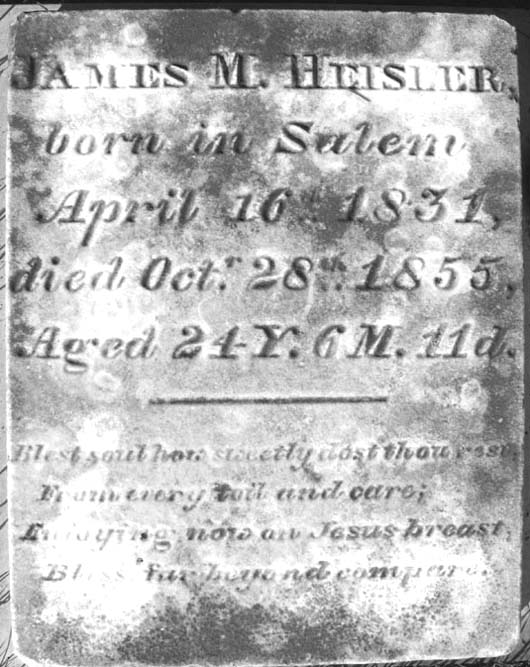 JAMES M. HEISLER,
born in Salem
April 16th 1831,
died Octr. 28th 1855,
Aged 24 Y. 6 M. 11 d.
Blest soul how sweetly dost thou rest,
From every toil and care;
Enjoying now on Jesus breast,
Bliss far beyond compare.